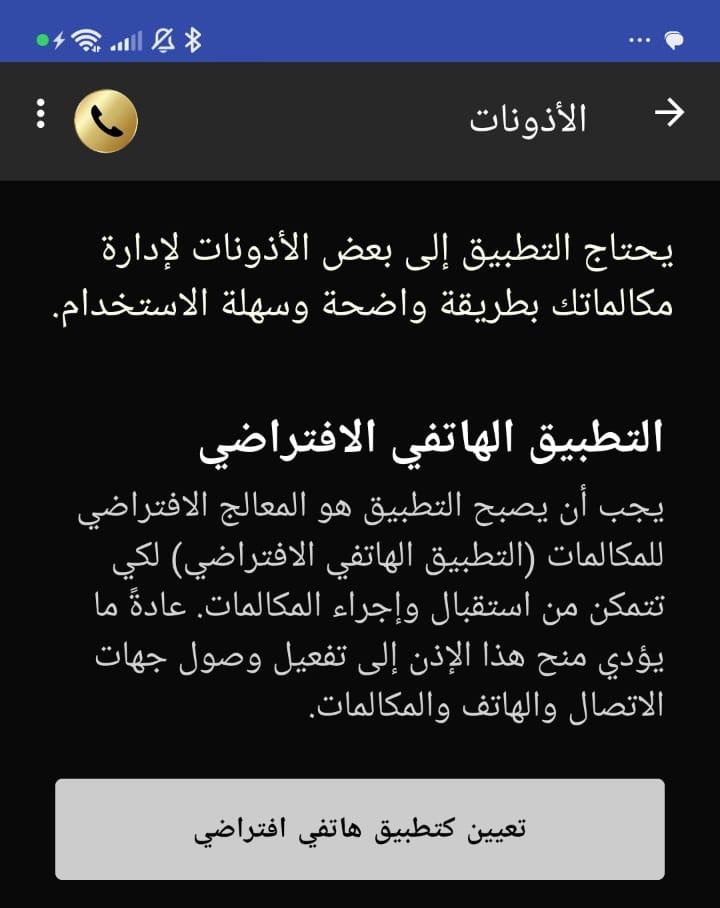 الأذونات
يحتاج التطبيق إلى بعض الأذونات لإدارة
مكالماتك بطريقة واضحة وسهلة الاستخدام.
التطبيق الهاتفي الافتراضي
يجب أن يصبح التطبيق هو المعالج الافتراضي
للمكالمات (التطبيق الهاتفي الافتراضي) لكي
تتمكن من استقبال وإجراء المكالمات. عادةً ما
يؤدي منح هذا الإذن إلى تفعيل وصول جهات
الاتصال والهاتف والمكالمات.
تعيين كتطبيق هاتفي افتراضي